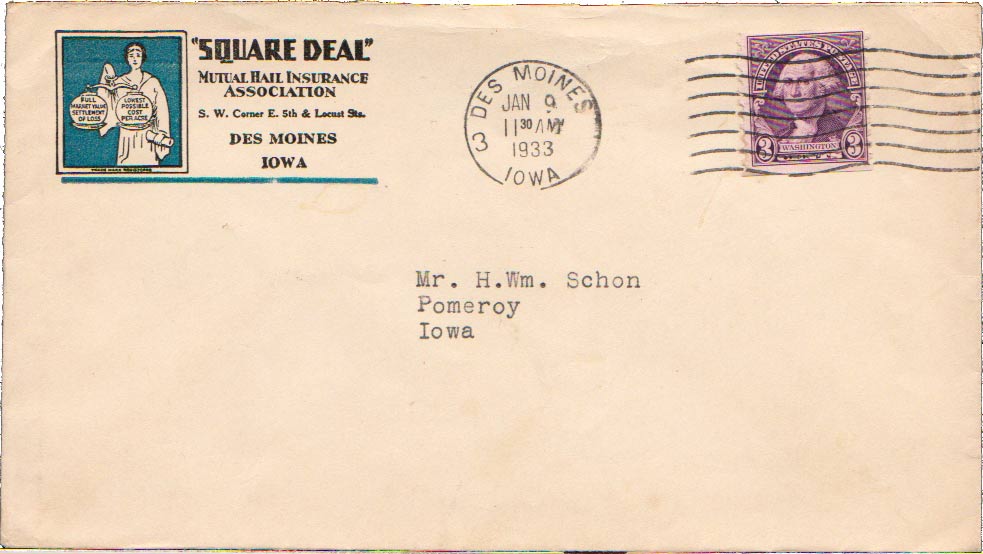 FULL
MARKET VALUE
SETTLEMENT
OF LOSS
LOWEST
POSSIBLE
COST
PER ACRE
TRADE MARK REGISTERED
"SQUARE DEAL"
MUTUAL HAIL INSURANCE
ASSOCIATION
S. W. Corner E. 5th & Locust Sts.
DES MOINES
IOWA
3 DES MOINES
JAN 9
11 30 AM
1933
IOWA
UNITED STATES POSTAGE
3 WASHINGTON 3
Mr. H.Wm. Schon
Pomeroy
Iowa